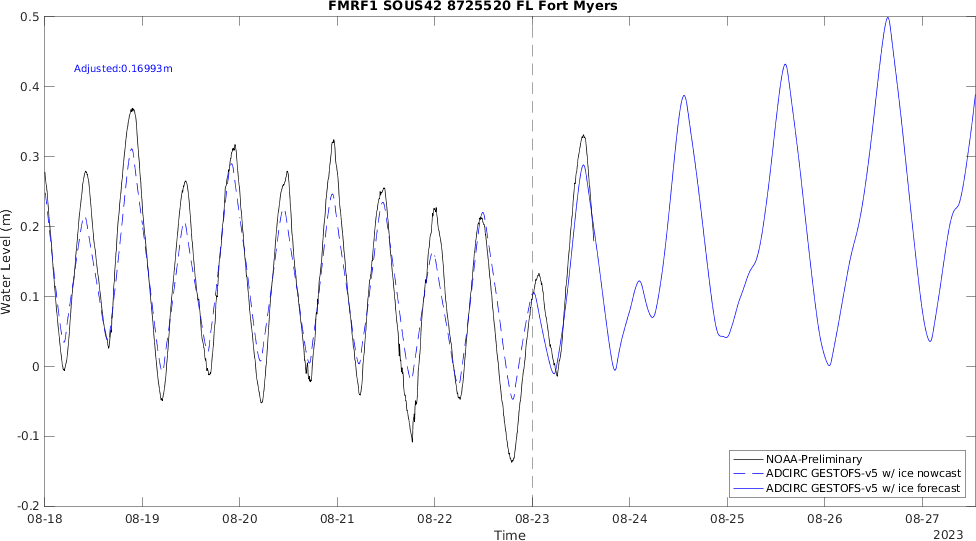 FMRF1 SOUS42 8725520 FL Fort Myers
Adjusted:0.16993m
0.5
0.4
0.3
0.2
0.1
0
-0.1
-0.2
Water Level (m)
NOAA-Preliminary
ADCIRC GESTOFS-v5 w/ ice nowcast
ADCIRC GESTOFS-v5 w/ ice forecast
08-18 08-19 08-20 08-21 08-22 08-23 08-24 08-25 08-26 08-27
Time
2023